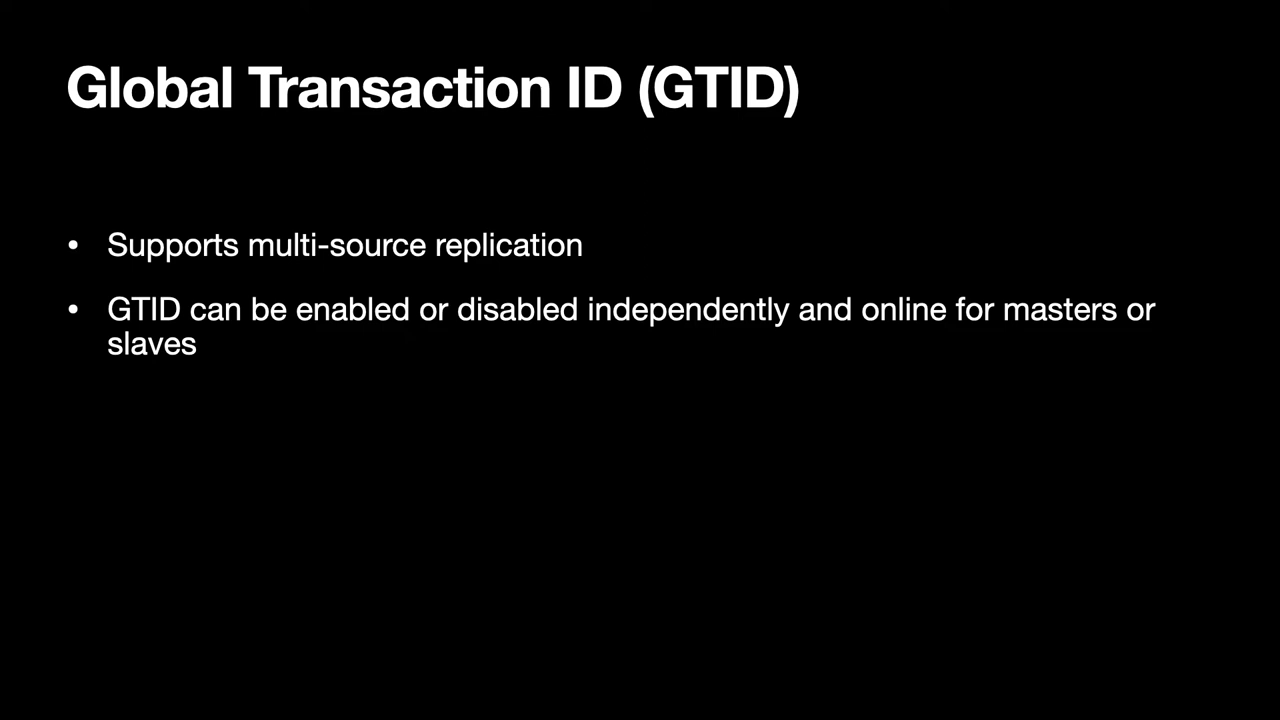 Global Transaction ID (GTID)
• Supports multi-source replication
• GTID can be enabled or disabled independently and online for masters or
slaves